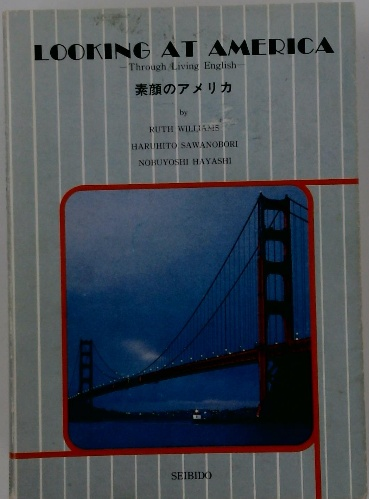 LOOKING AT AMERICA
—Through Living English—
素顔のアメリカ
by
RUTH WILLIAMS
HARUHITO SAWANOBORI
NOBUYOSHI HAYASHI
SEIBIDO